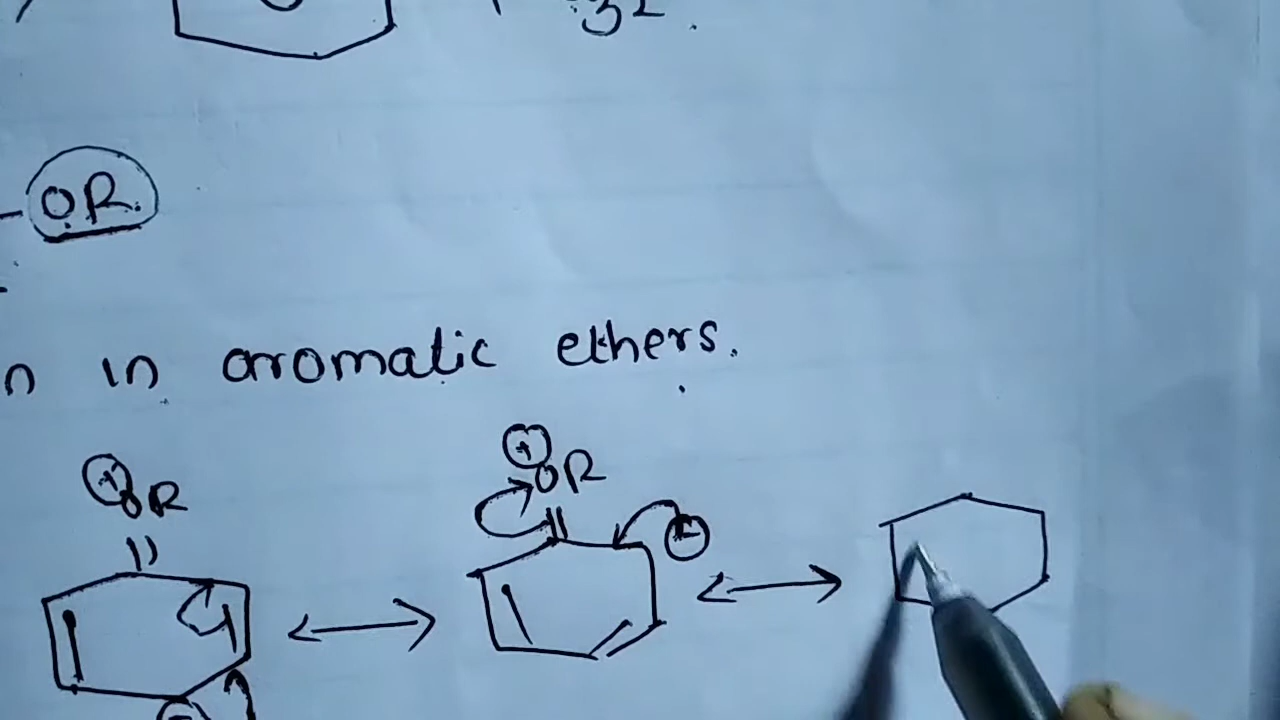 OR.
n in aromatic ethers.
+ OR
+ OR